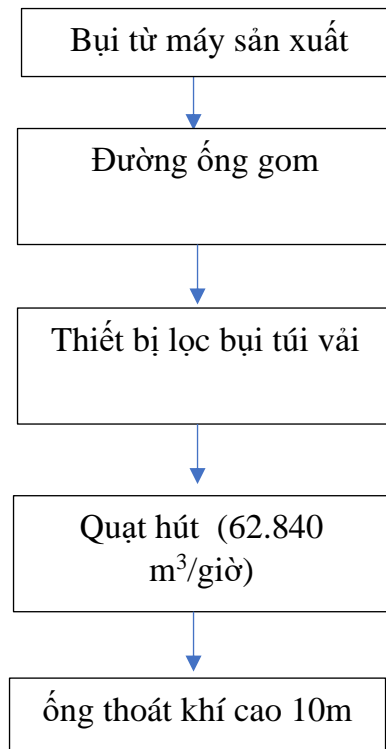 Bụi từ máy sản xuất
Đường ống gom
Thiết bị lọc bụi túi vải
Quạt hút (62.840
m³/giờ)
ống thoát khí cao 10m